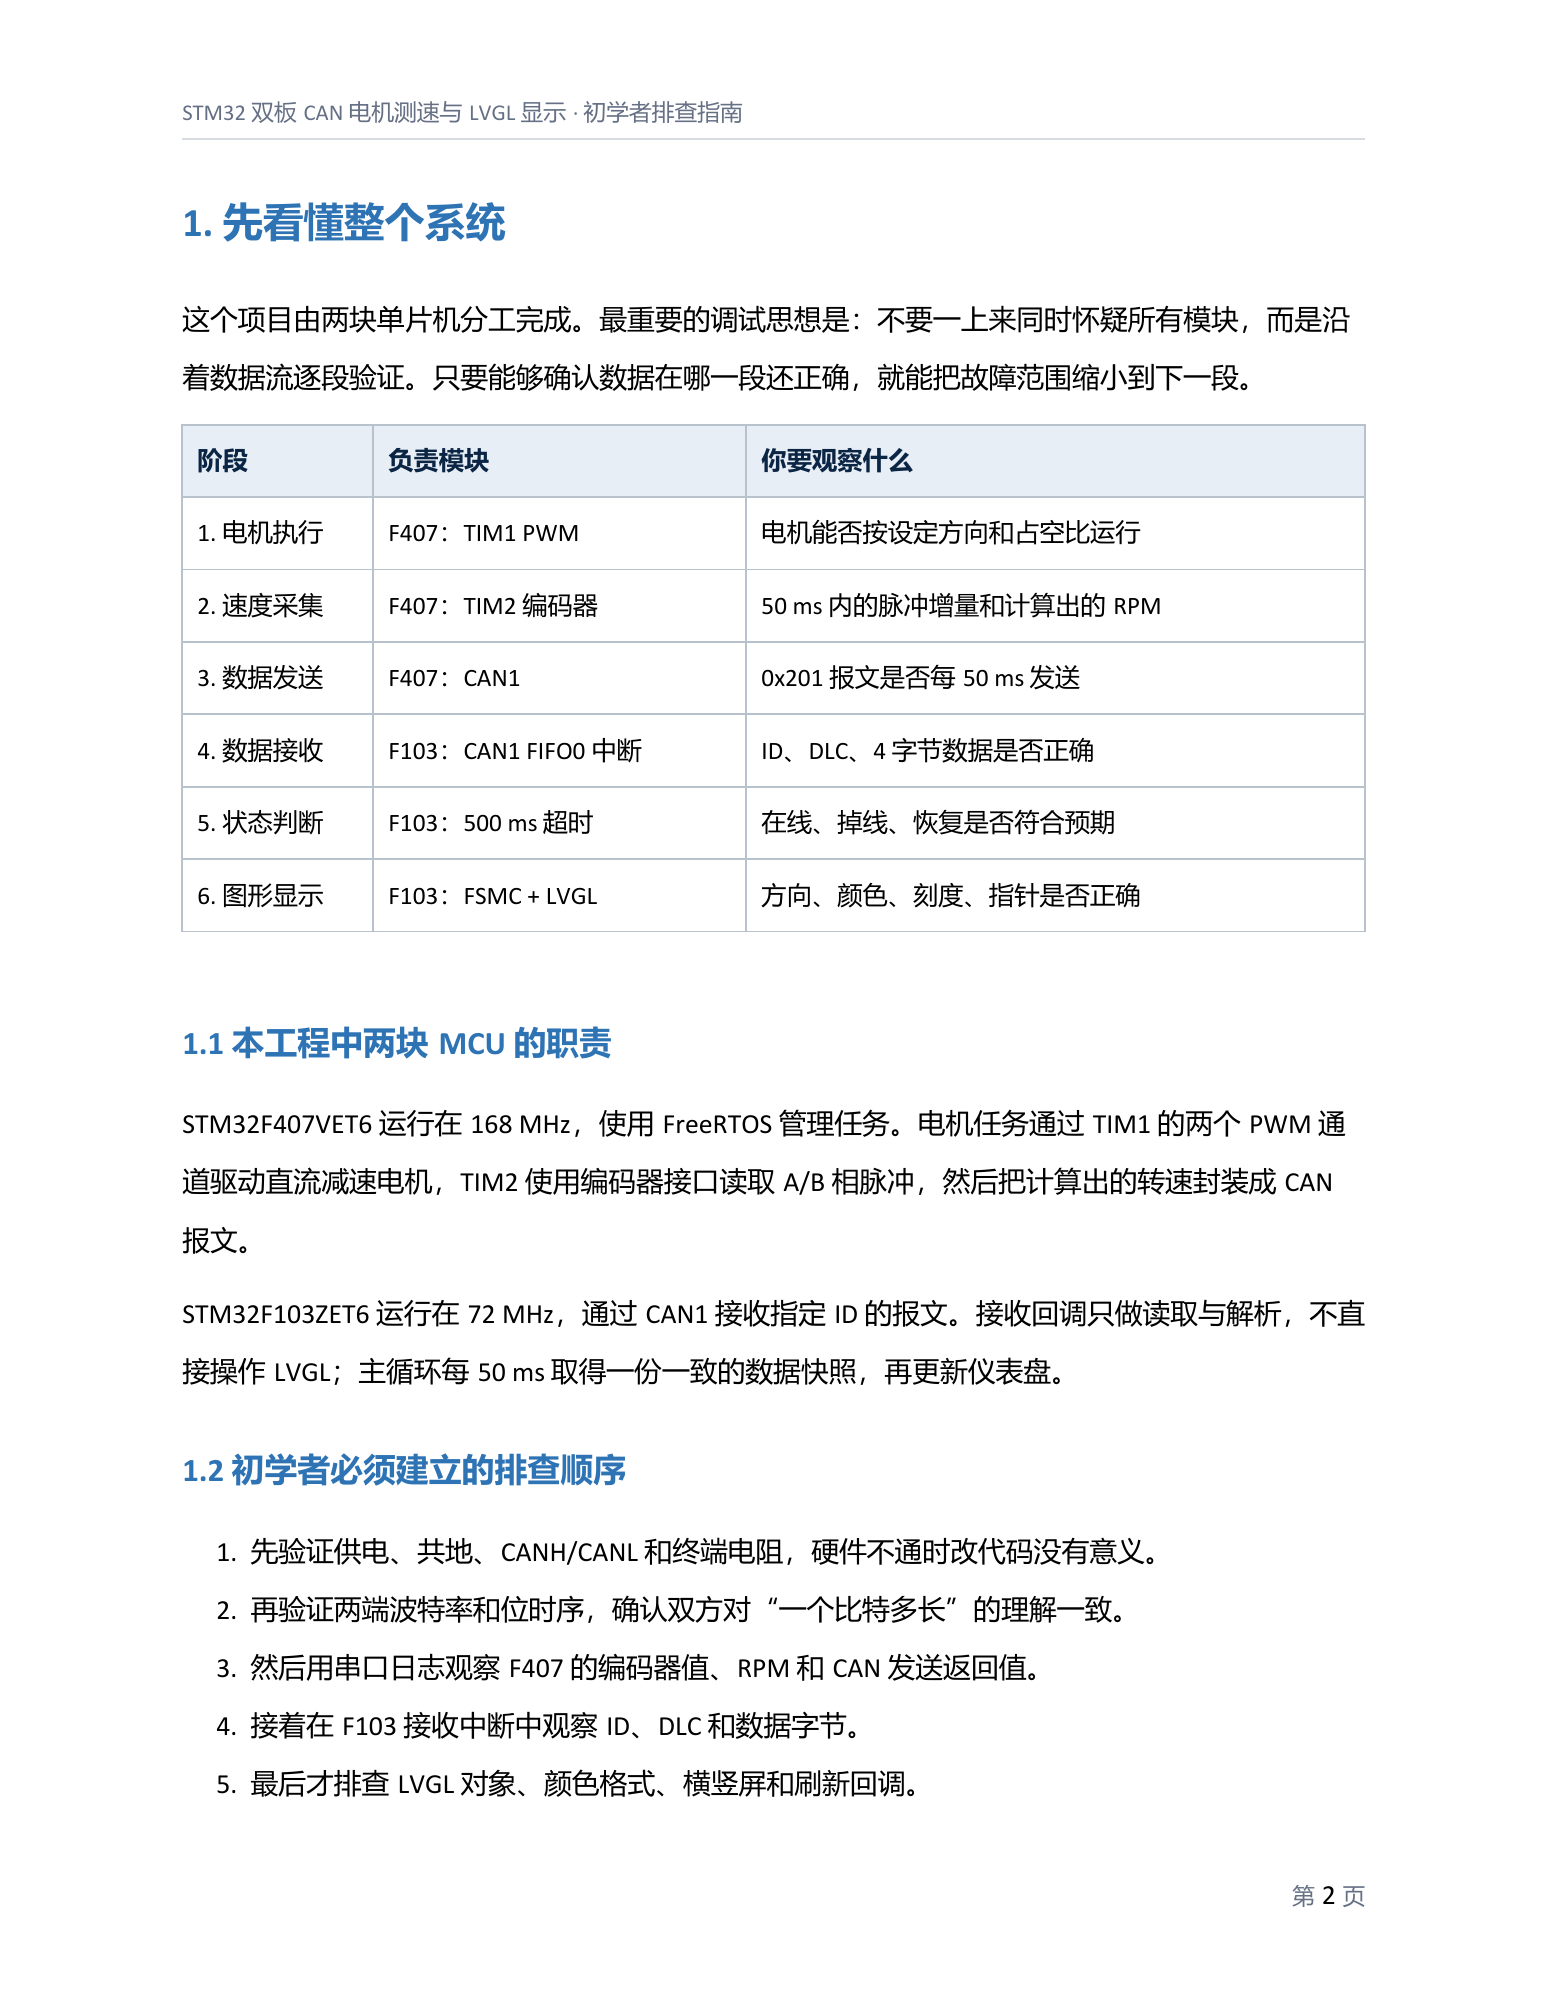 STM32 双板 CAN 电机测速与 LVGL 显示 · 初学者排查指南
1. 先看懂整个系统
这个项目由两块单片机分工完成。最重要的调试思想是：不要一上来同时怀疑所有模块，而是沿
着数据流逐段验证。只要能够确认数据在哪一段还正确，就能把故障范围缩小到下一段。
阶段 负责模块 你要观察什么
1. 电机执行 F407：TIM1 PWM 电机能否按设定方向和占空比运行
2. 速度采集 F407：TIM2 编码器 50 ms 内的脉冲增量和计算出的 RPM
3. 数据发送 F407：CAN1 0x201 报文是否每 50 ms 发送
4. 数据接收 F103：CAN1 FIFO0 中断 ID、DLC、4 字节数据是否正确
5. 状态判断 F103：500 ms 超时 在线、掉线、恢复是否符合预期
6. 图形显示 F103：FSMC + LVGL 方向、颜色、刻度、指针是否正确
1.1 本工程中两块 MCU 的职责
STM32F407VET6 运行在 168 MHz，使用 FreeRTOS 管理任务。电机任务通过 TIM1 的两个 PWM 通
道驱动直流减速电机，TIM2 使用编码器接口读取 A/B 相脉冲，然后把计算出的转速封装成 CAN
报文。
STM32F103ZET6 运行在 72 MHz，通过 CAN1 接收指定 ID 的报文。接收回调只做读取与解析，不直
接操作 LVGL；主循环每 50 ms 取得一份一致的数据快照，再更新仪表盘。
1.2 初学者必须建立的排查顺序
1. 先验证供电、共地、CANH/CANL 和终端电阻，硬件不通时改代码没有意义。
2. 再验证两端波特率和位时序，确认双方对“一个比特多长”的理解一致。
3. 然后用串口日志观察 F407 的编码器值、RPM 和 CAN 发送返回值。
4. 接着在 F103 接收中断中观察 ID、DLC 和数据字节。
5. 最后才排查 LVGL 对象、颜色格式、横竖屏和刷新回调。
第 2 页